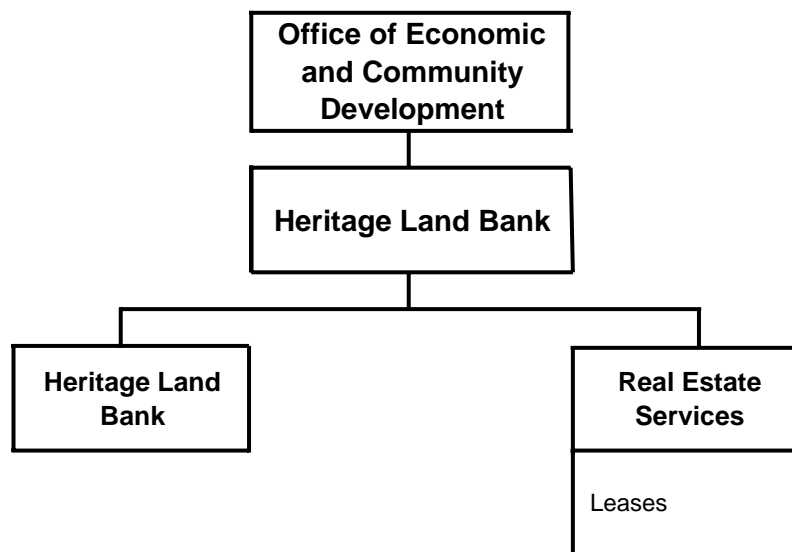 Office of Economic
and Community
Development
Heritage Land Bank
Heritage Land
Bank
Real Estate
Services
Leases